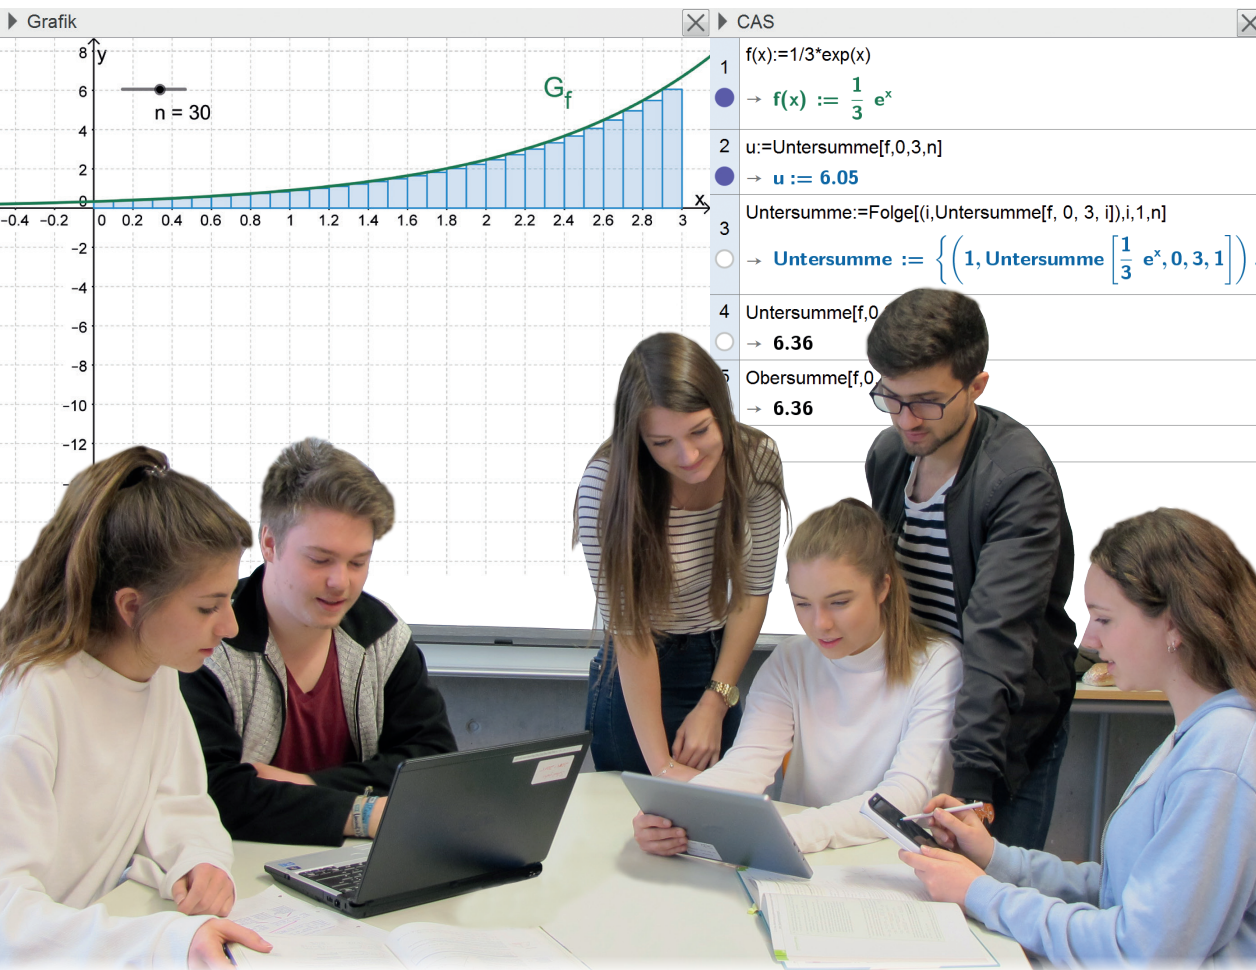 Grafik
8
y
6
n = 30
4
2
0
G_f
x
-0.4 -0.2 0 0.2 0.4 0.6 0.8 1 1.2 1.4 1.6 1.8 2 2.2 2.4 2.6 2.8 3
-2
-4
-6
-8
-10
-12
CAS
1
f(x):=1/3*exp(x)
→ f(x) := 1/3 eˣ
2
u:=Untersumme[f,0,3,n]
→ u := 6.05
3
Untersumme:=Folge[(i,Untersumme[f, 0, 3, i]),i,1,n]
→ Untersumme := {(1, Untersumme [1/3 eˣ, 0, 3, 1])
4
Untersumme[f,0
→ 6.36
5
Obersumme[f,0,
→ 6.36